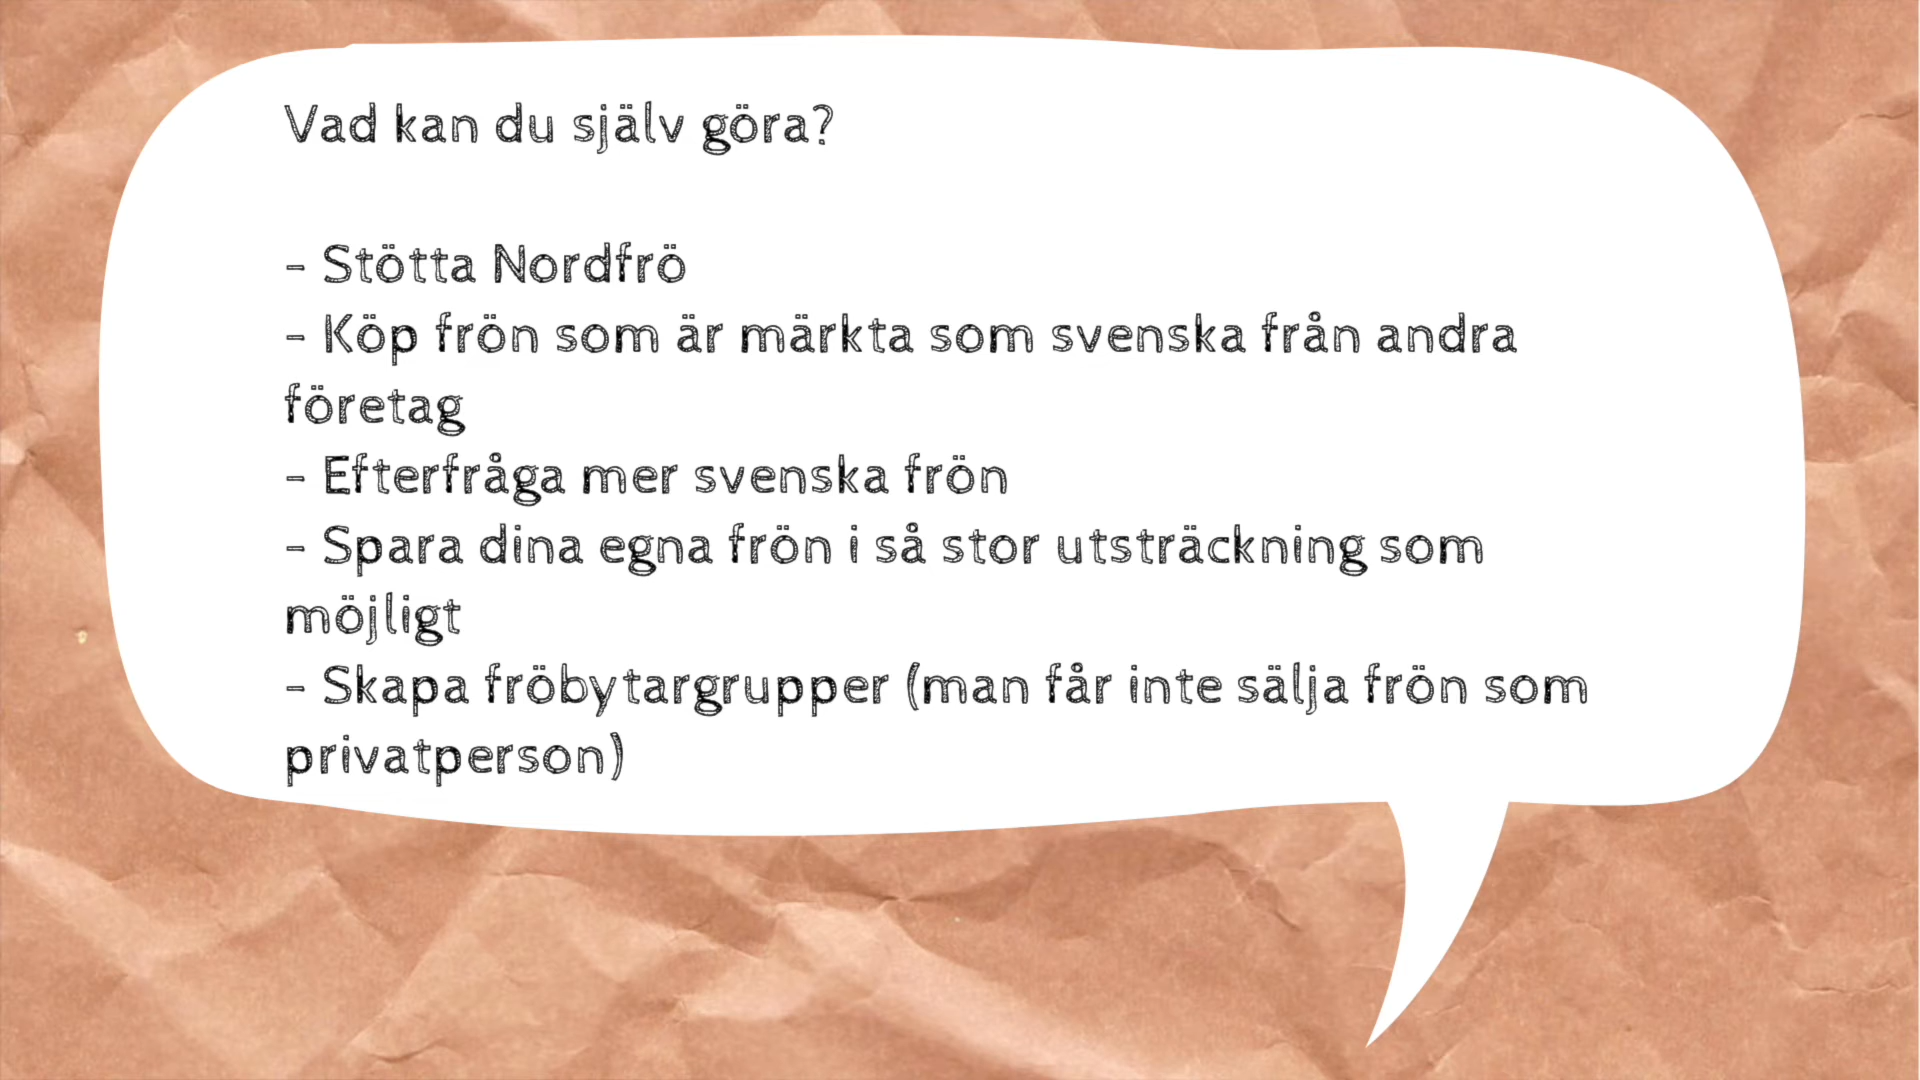 Vad kan du själv göra?
- Stötta Nordfrö
- Köp frön som är märkta som svenska från andra
företag
- Efterfråga mer svenska frön
- Spara dina egna frön i så stor utsträckning som
möjligt
- Skapa fröbytargrupper (man får inte sälja frön som
privatperson)